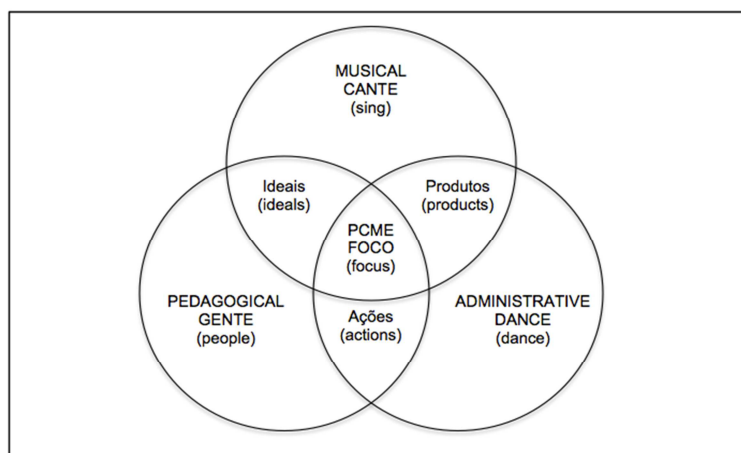 MUSICAL
CANTE
(sing)
Ideais
(ideals)
Produtos
(products)
PCME
FOCO
(focus)
PEDAGOGICAL
GENTE
(people)
Ações
(actions)
ADMINISTRATIVE
DANCE
(dance)